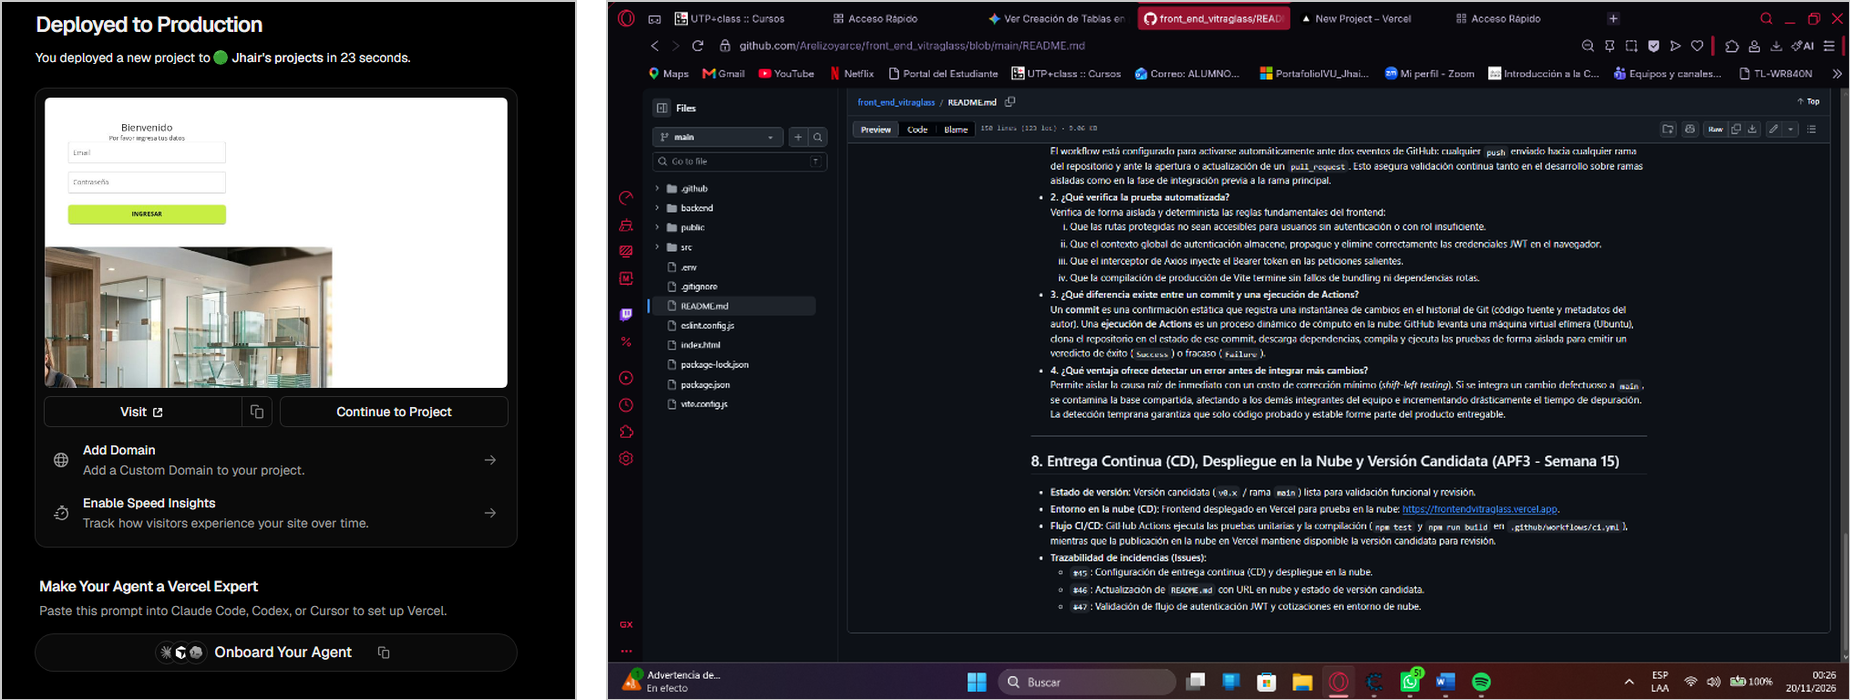 Deployed to Production
You deployed a new project to Jhair's projects in 23 seconds.
Bienvenido
Por favor ingresa tus datos
Email
Contraseña
INGRESAR
Visit
Continue to Project
Add Domain
Add a Custom Domain to your project.
Enable Speed Insights
Track how visitors experience your site over time.
Make Your Agent a Vercel Expert
Paste this prompt into Claude Code, Codex, or Cursor to set up Vercel.
Onboard Your Agent
UTP+class :: Cursos
Acceso Rápido
Ver Creación de Tablas en
front_end_vitraglass/READ
New Project – Vercel
Acceso Rápido
github.com/Arelizoyarce/front_end_vitraglass/blob/main/README.md
AI
Maps
Gmail
YouTube
Netflix
Portal del Estudiante
UTP+class :: Cursos
Correo: ALUMNO...
PortafolioIVU_Jhai...
Mi perfil - Zoom
Introducción a la C...
Equipos y canales...
TL-WR840N
Files
main
Go to file
.github
backend
public
src
.env
.gitignore
README.md
eslint.config.js
index.html
package-lock.json
package.json
vite.config.js
GX
front_end_vitraglass / README.md
Top
Preview
Code
Blame
150 lines (123 loc) · 9.06 KB
Raw
El workflow está configurado para activarse automáticamente ante dos eventos de GitHub: cualquier push enviado hacia cualquier rama
del repositorio y ante la apertura o actualización de un pull_request. Esto asegura validación continua tanto en el desarrollo sobre ramas
aisladas como en la fase de integración previa a la rama principal.
2. ¿Qué verifica la prueba automatizada?
Verifica de forma aislada y determinista las reglas fundamentales del frontend:
i. Que las rutas protegidas no sean accesibles para usuarios sin autenticación o con rol insuficiente.
ii. Que el contexto global de autenticación almacene, propague y elimine correctamente las credenciales JWT en el navegador.
iii. Que el interceptor de Axios inyecte el Bearer token en las peticiones salientes.
iv. Que la compilación de producción de Vite termine sin fallos de bundling ni dependencias rotas.
3. ¿Qué diferencia existe entre un commit y una ejecución de Actions?
Un commit es una confirmación estática que registra una instantánea de cambios en el historial de Git (código fuente y metadatos del
autor). Una ejecución de Actions es un proceso dinámico de cómputo en la nube: GitHub levanta una máquina virtual efímera (Ubuntu),
clona el repositorio en el estado de ese commit, descarga dependencias, compila y ejecuta las pruebas de forma aislada para emitir un
veredicto de éxito (Success) o fracaso (Failure).
4. ¿Qué ventaja ofrece detectar un error antes de integrar más cambios?
Permite aislar la causa raíz de inmediato con un costo de corrección mínimo (shift-left testing). Si se integra un cambio defectuoso a main,
se contamina la base compartida, afectando a los demás integrantes del equipo e incrementando drásticamente el tiempo de depuración.
La detección temprana garantiza que solo código probado y estable forme parte del producto entregable.
8. Entrega Continua (CD), Despliegue en la Nube y Versión Candidata (APF3 - Semana 15)
Estado de versión: Versión candidata (v0.x / rama main) lista para validación funcional y revisión.
Entorno en la nube (CD): Frontend desplegado en Vercel para prueba en la nube: https://frontendvitraglass.vercel.app.
Flujo CI/CD: GitHub Actions ejecuta las pruebas unitarias y la compilación (npm test y npm run build en .github/workflows/ci.yml),
mientras que la publicación en la nube en Vercel mantiene disponible la versión candidata para revisión.
Trazabilidad de incidencias (Issues):
#45: Configuración de entrega continua (CD) y despliegue en la nube.
#46: Actualización de README.md con URL en nube y estado de versión candidata.
#47: Validación de flujo de autenticación JWT y cotizaciones en entorno de nube.
Advertencia de...
En efecto
Buscar
ESP
LAA
100%
00:26
20/11/2026